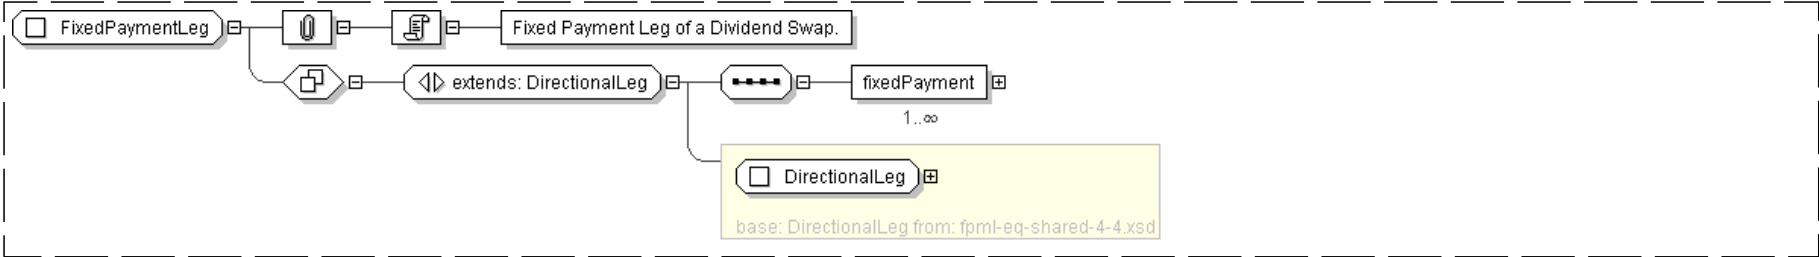 FixedPaymentLeg
Fixed Payment Leg of a Dividend Swap.
extends: DirectionalLeg
fixedPayment
1..∞
DirectionalLeg
base: DirectionalLeg from: fpml-eq-shared-4-4.xsd